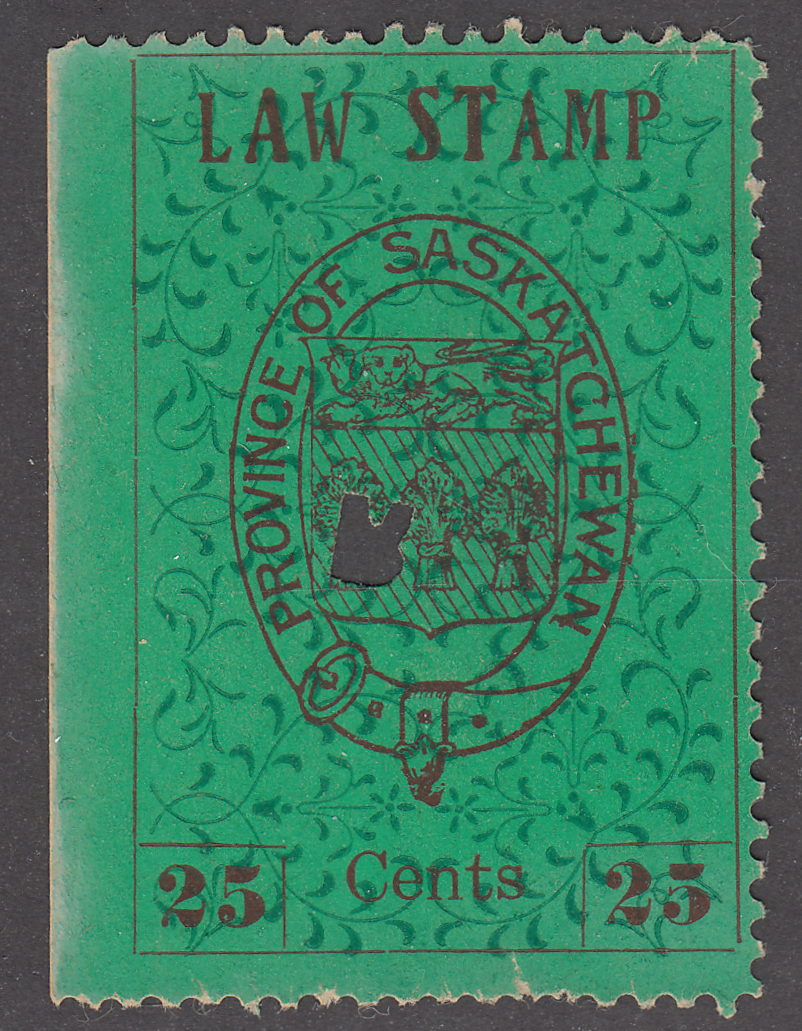 LAW STAMP
PROVINCE OF SASKATCHEWAN
25 Cents 25